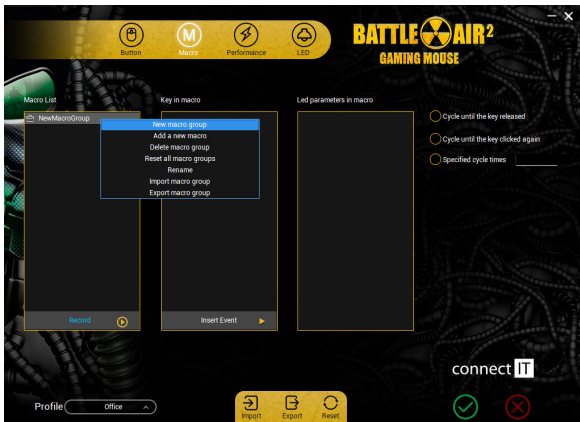 BATTLE AIR²
GAMING MOUSE
Button
M
Macro
Performance
LED
Macro List
Key in macro
Led parameters in macro
NewMacroGroup
New macro group
Add a new macro
Delete macro group
Reset all macro groups
Rename
Import macro group
Export macro group
Cycle until the key released
Cycle until the key clicked again
Specified cycle times
Record
Insert Event
connect IT
Profile
Office
Import
Export
Reset